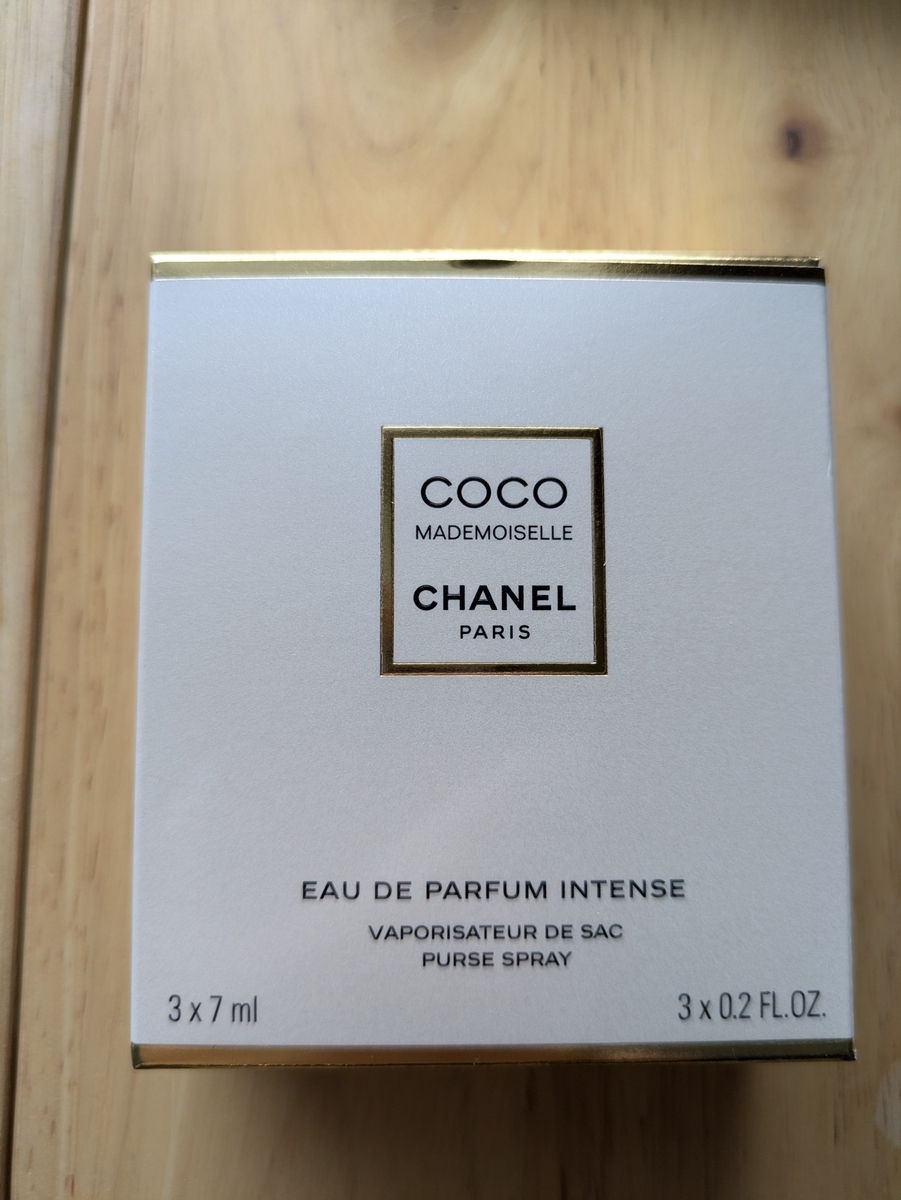 COCO
MADEMOISELLE
CHANEL
PARIS
EAU DE PARFUM INTENSE
VAPORISATEUR DE SAC
PURSE SPRAY
3 x 7 ml
3 x 0.2 FL.OZ.